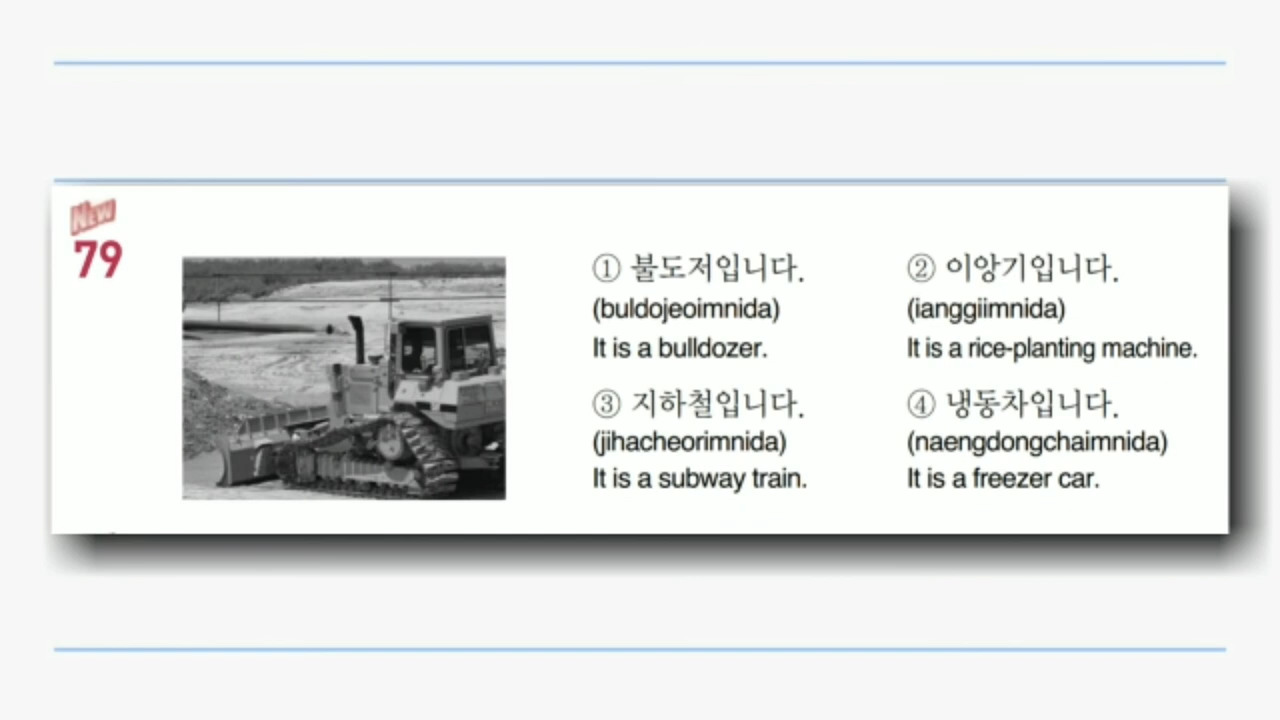 New
79
① 불도저입니다.
(buldojeoimnida)
It is a bulldozer.
② 이앙기입니다.
(ianggiimnida)
It is a rice-planting machine.
③ 지하철입니다.
(jihacheorimnida)
It is a subway train.
④ 냉동차입니다.
(naengdongchaimnida)
It is a freezer car.